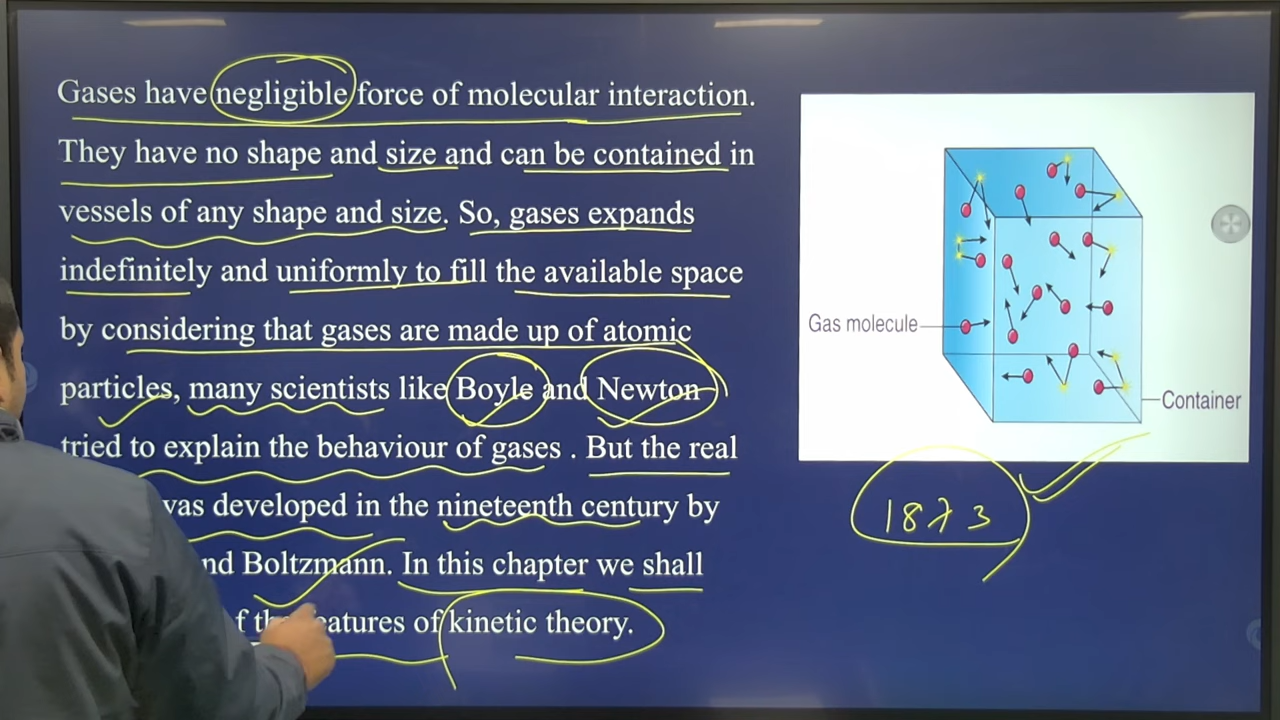 Gases have negligible force of molecular interaction.
They have no shape and size and can be contained in
vessels of any shape and size. So, gases expands
indefinitely and uniformly to fill the available space
by considering that gases are made up of atomic
particles, many scientists like Boyle and Newton
tried to explain the behaviour of gases . But the real
was developed in the nineteenth century by
Boltzmann. In this chapter we shall
features of kinetic theory.
Gas molecule
Container
1873